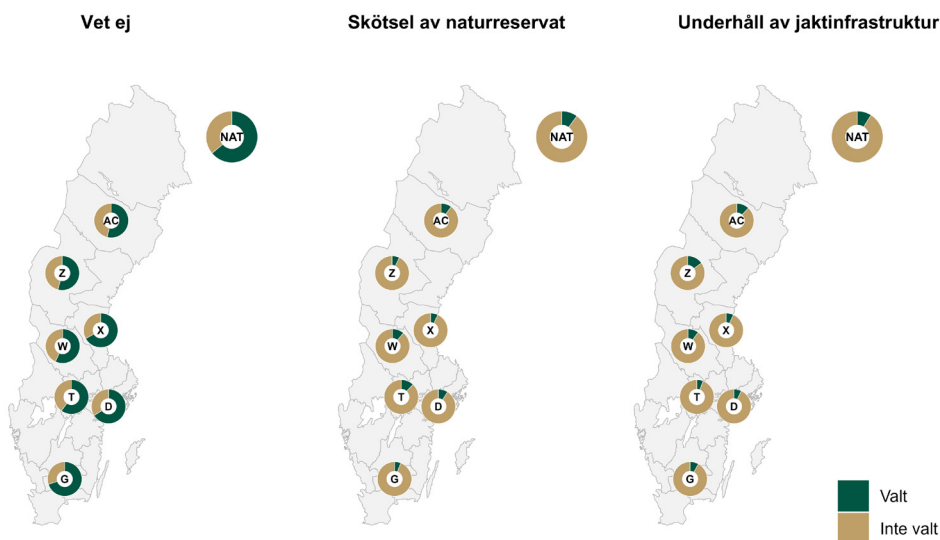 Vet ej
Skötsel av naturreservat
Underhåll av jaktinfrastruktur
NAT
NAT
NAT
AC
AC
AC
Z
Z
Z
X
X
X
W
W
W
T
T
T
D
D
D
G
G
G
Valt
Inte valt